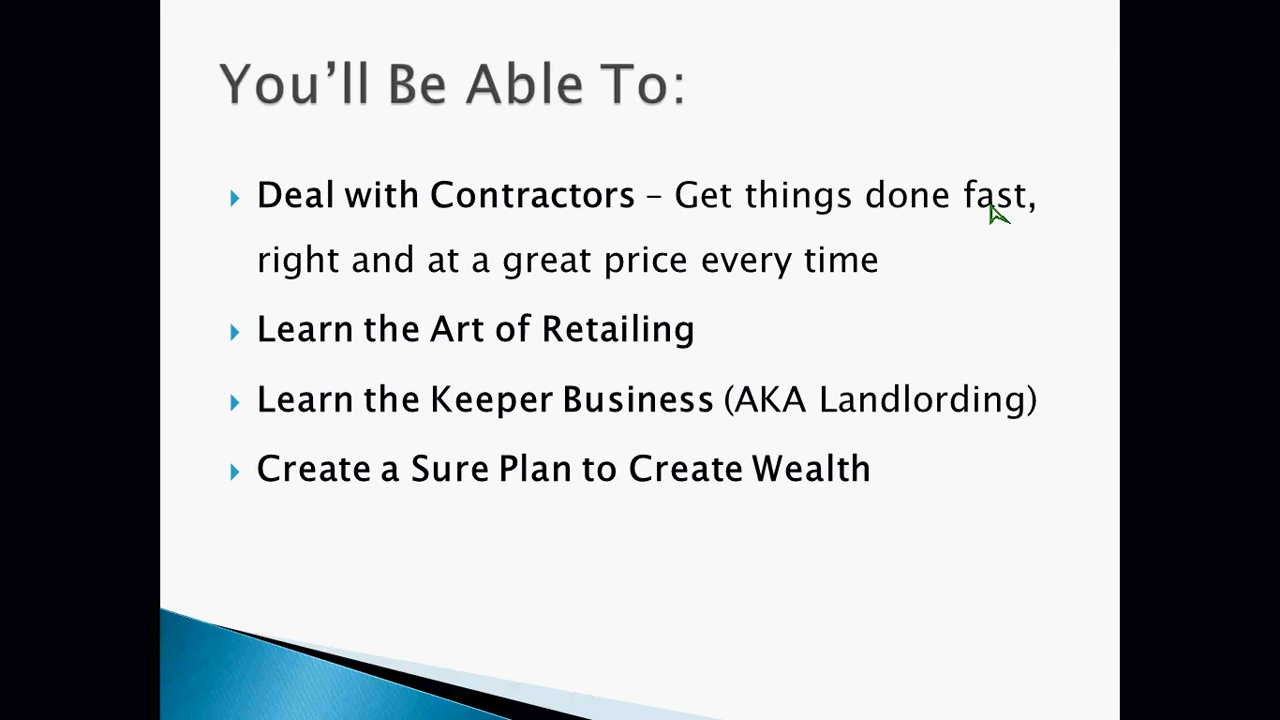 You’ll Be Able To:
Deal with Contractors – Get things done fast,
right and at a great price every time
Learn the Art of Retailing
Learn the Keeper Business (AKA Landlording)
Create a Sure Plan to Create Wealth